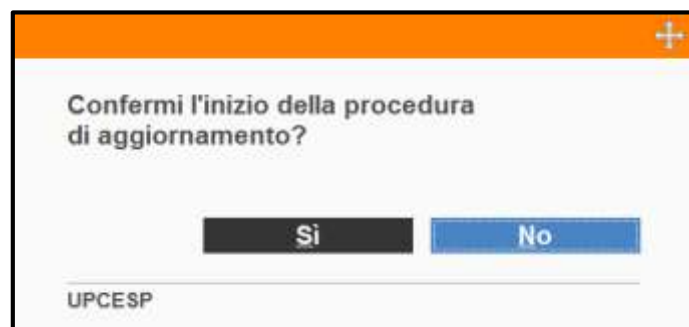 Confermi l'inizio della procedura
di aggiornamento?
Sì No
UPCESP